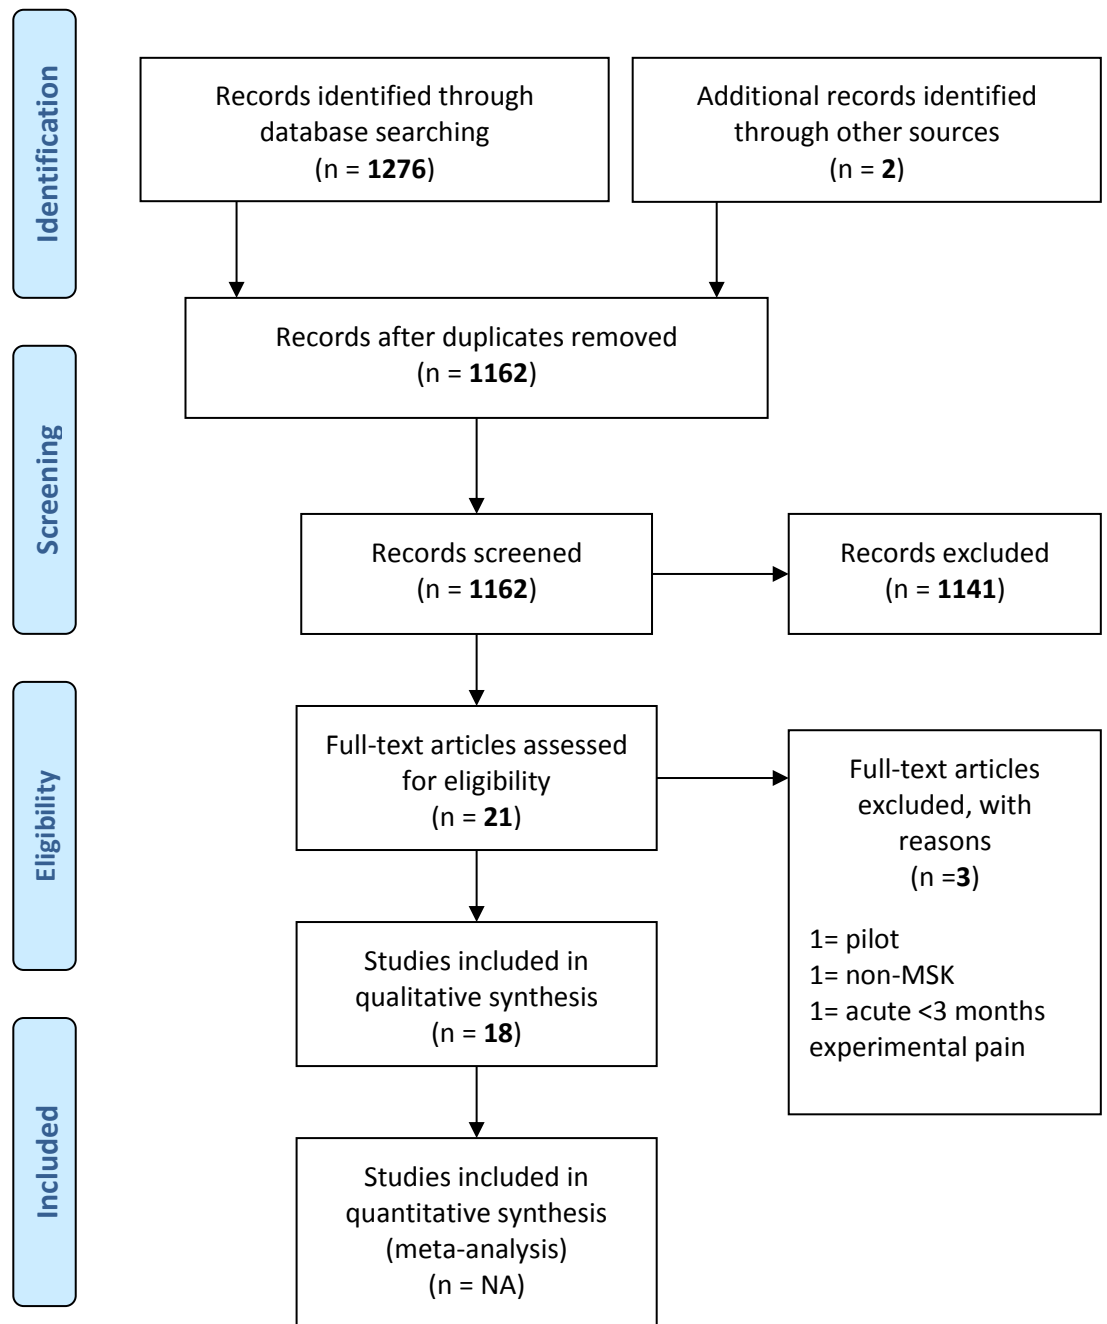 Identification
Records identified through
database searching
(n = 1276)
Additional records identified
through other sources
(n = 2)
Records after duplicates removed
(n = 1162)
Screening
Records screened
(n = 1162)
Records excluded
(n = 1141)
Eligibility
Full-text articles assessed
for eligibility
(n = 21)
Full-text articles
excluded, with
reasons
(n =3)
1= pilot
1= non-MSK
1= acute <3 months
experimental pain
Studies included in
qualitative synthesis
(n = 18)
Included
Studies included in
quantitative synthesis
(meta-analysis)
(n = NA)